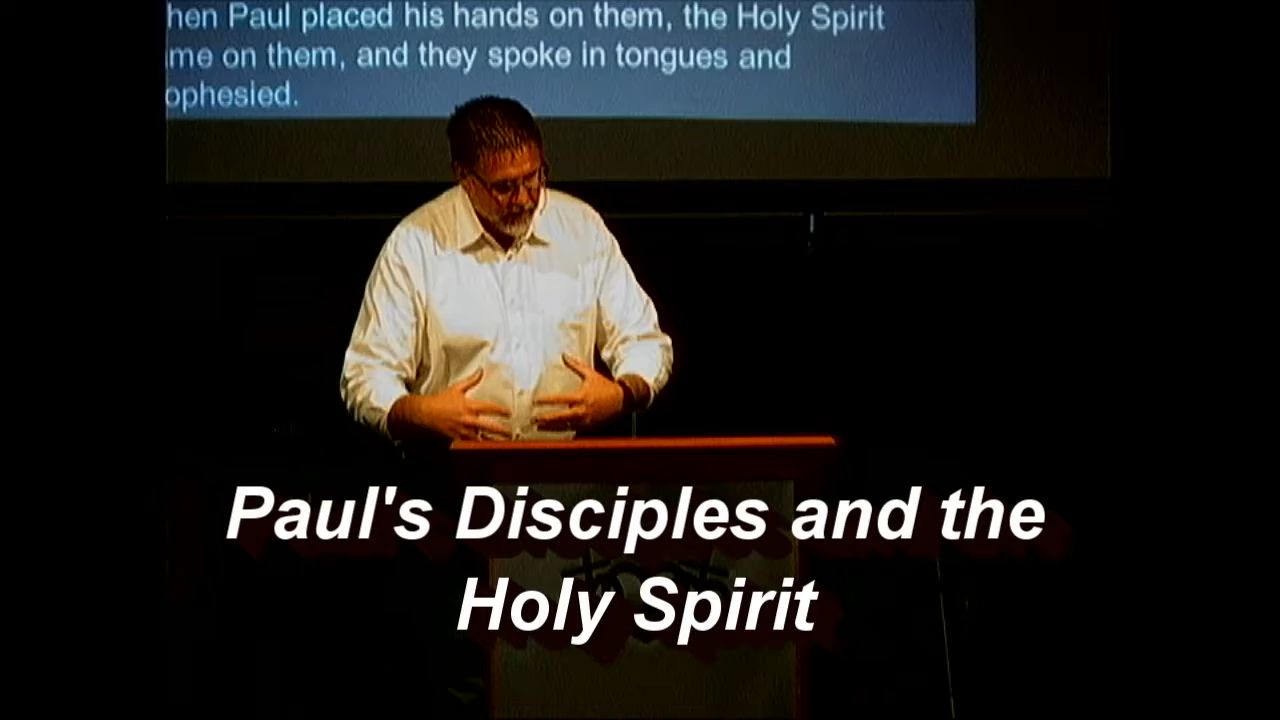 hen Paul placed his hands on them, the Holy Spirit
me on them, and they spoke in tongues and
ophesied.
Paul's Disciples and the
Holy Spirit